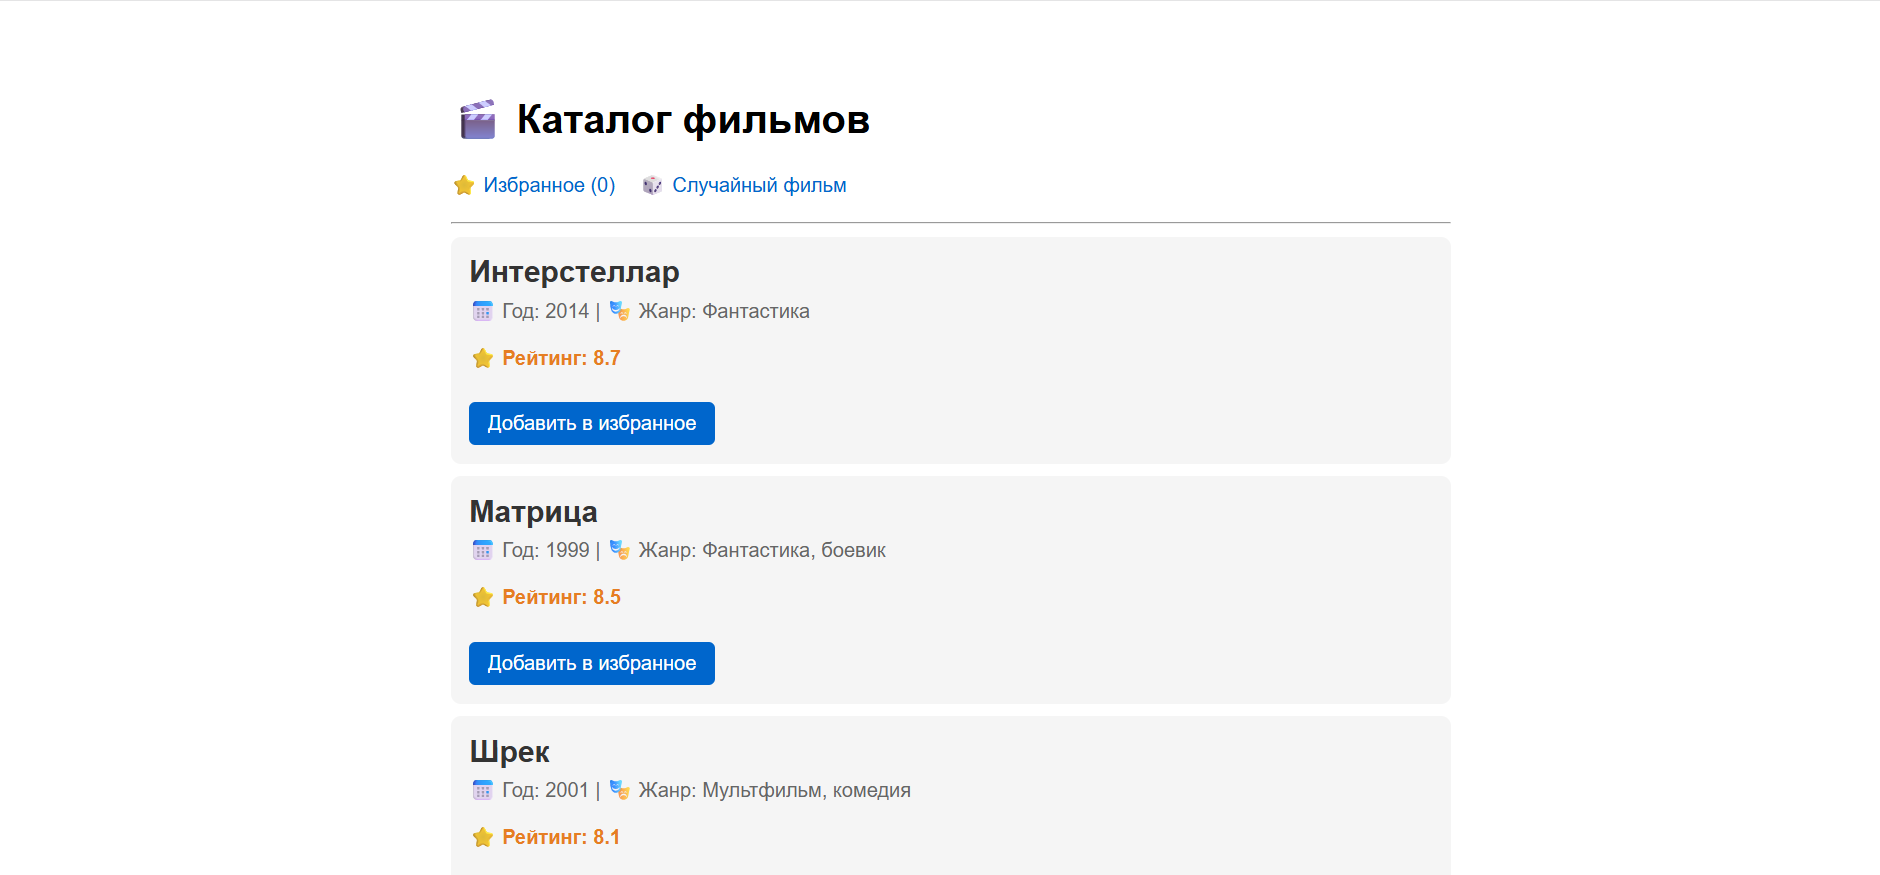 Каталог фильмов
Избранное (0) Случайный фильм
Интерстеллар
Год: 2014 | Жанр: Фантастика
Рейтинг: 8.7
Добавить в избранное
Матрица
Год: 1999 | Жанр: Фантастика, боевик
Рейтинг: 8.5
Добавить в избранное
Шрек
Год: 2001 | Жанр: Мультфильм, комедия
Рейтинг: 8.1